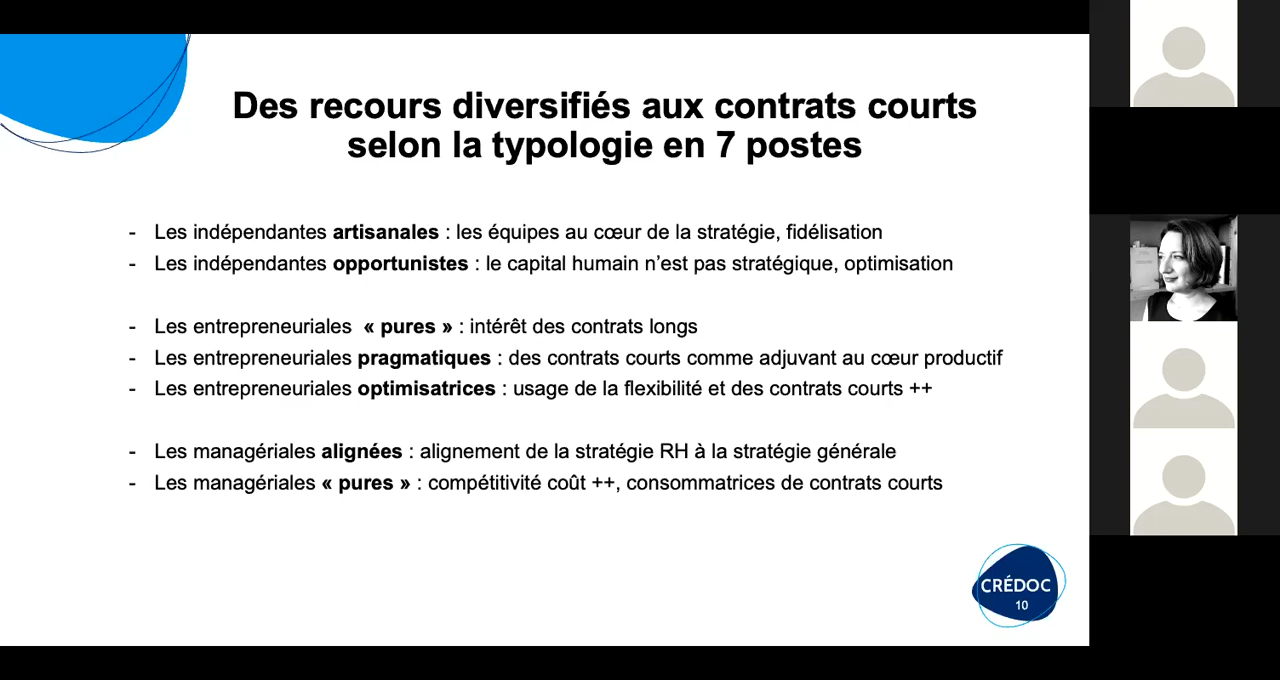 Des recours diversifiés aux contrats courts
selon la typologie en 7 postes
- Les indépendantes artisanales : les équipes au cœur de la stratégie, fidélisation
- Les indépendantes opportunistes : le capital humain n’est pas stratégique, optimisation
- Les entrepreneuriales « pures » : intérêt des contrats longs
- Les entrepreneuriales pragmatiques : des contrats courts comme adjuvant au cœur productif
- Les entrepreneuriales optimisatrices : usage de la flexibilité et des contrats courts ++
- Les managériales alignées : alignement de la stratégie RH à la stratégie générale
- Les managériales « pures » : compétitivité coût ++, consommatrices de contrats courts
CRÉDOC
10